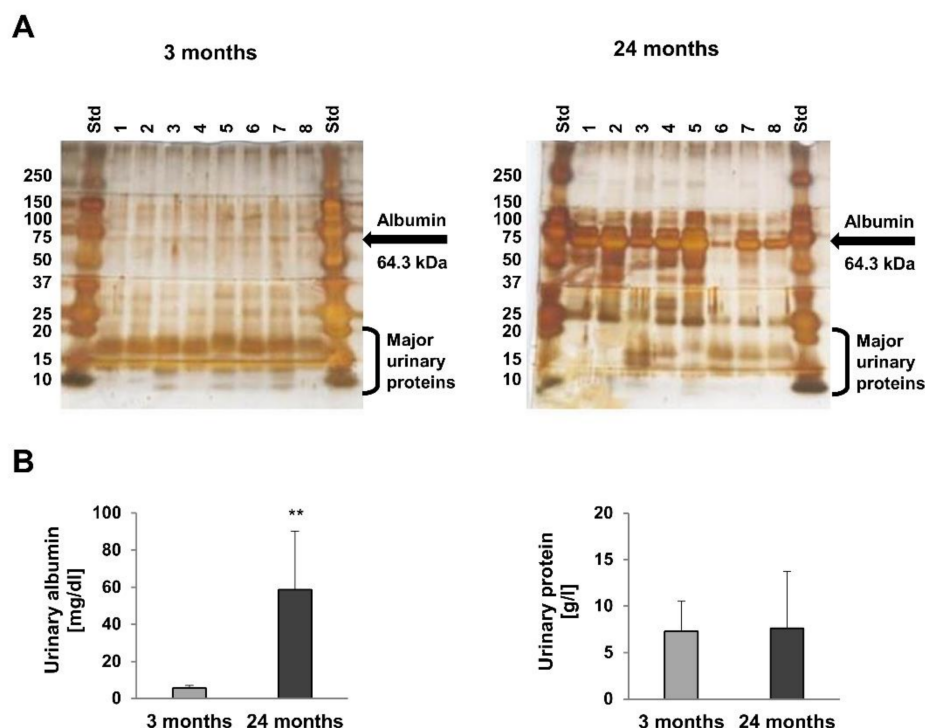 A
3 months
24 months
Std 1 2 3 4 5 6 7 8 Std
Std 1 2 3 4 5 6 7 8 Std
250
150
100
75
50
37
25
20
15
10
Albumin
64.3 kDa
Major
urinary
proteins
250
150
100
75
50
37
25
20
15
10
Albumin
64.3 kDa
Major
urinary
proteins
B
Urinary albumin
[mg/dl]
100
80
60
40
20
0
**
3 months 24 months
Urinary protein
[g/l]
20
15
10
5
0
3 months 24 months